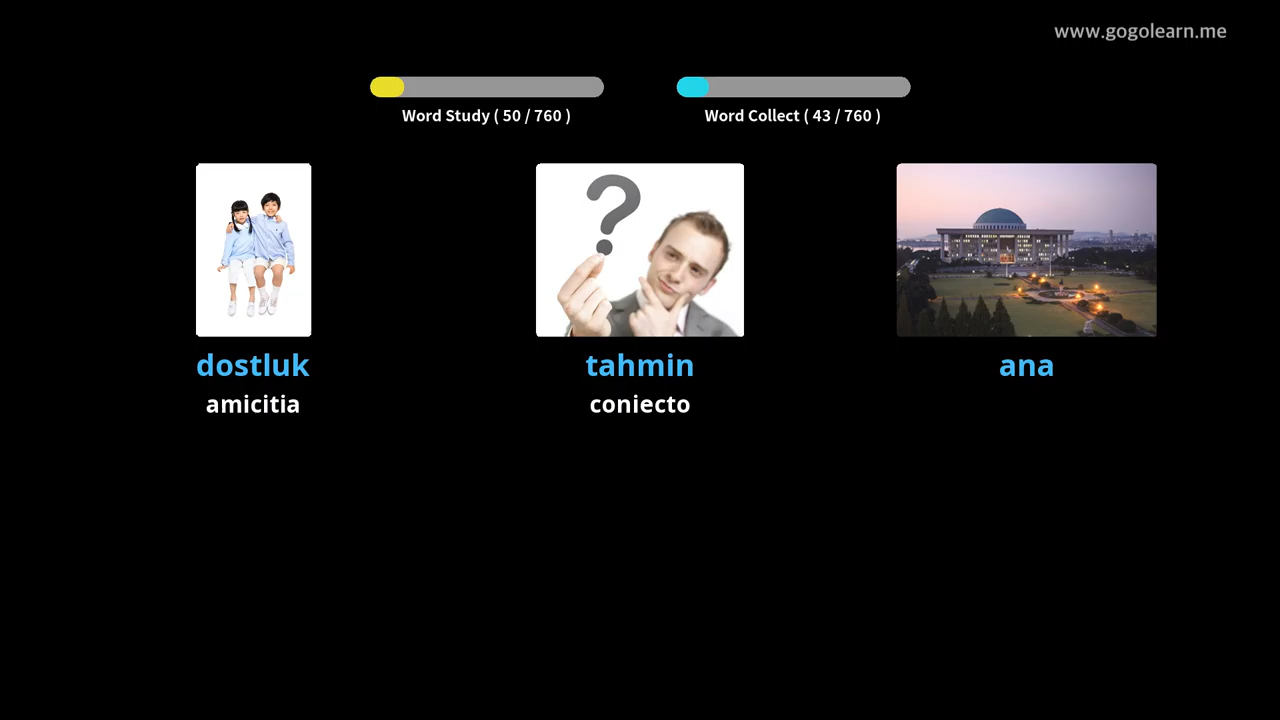 www.gogolearn.me
Word Study ( 50 / 760 )
Word Collect ( 43 / 760 )
dostluk
amicitia
tahmin
coniecto
ana